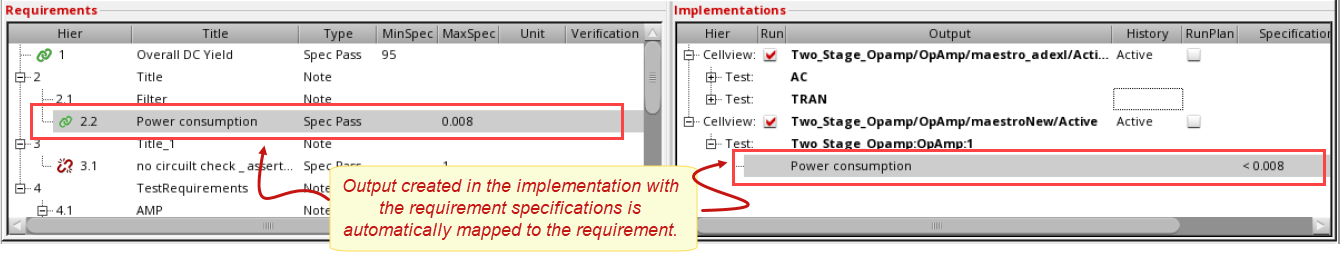 Requirements
Hier Title Type MinSpec MaxSpec Unit Verification
1 Overall DC Yield Spec Pass 95
2 Title Note
2.1 Filter Note
2.2 Power consumption Spec Pass 0.008
3 Title_1 Note
3.1 no circuilt check _assert... Spec Pass 1
4 TestRequirements Note
4.1 AMP Note
Implementations
Hier Run Output History RunPlan Specification
Cellview: Two_Stage_Opamp/OpAmp/maestro_adexl/Acti... Active
Test: AC
Test: TRAN
Cellview: Two_Stage_Opamp/OpAmp/maestroNew/Active Active
Test: Two_Stage_Opamp:OpAmp:1
Power consumption < 0.008
Output created in the implementation with
the requirement specifications is
automatically mapped to the requirement.